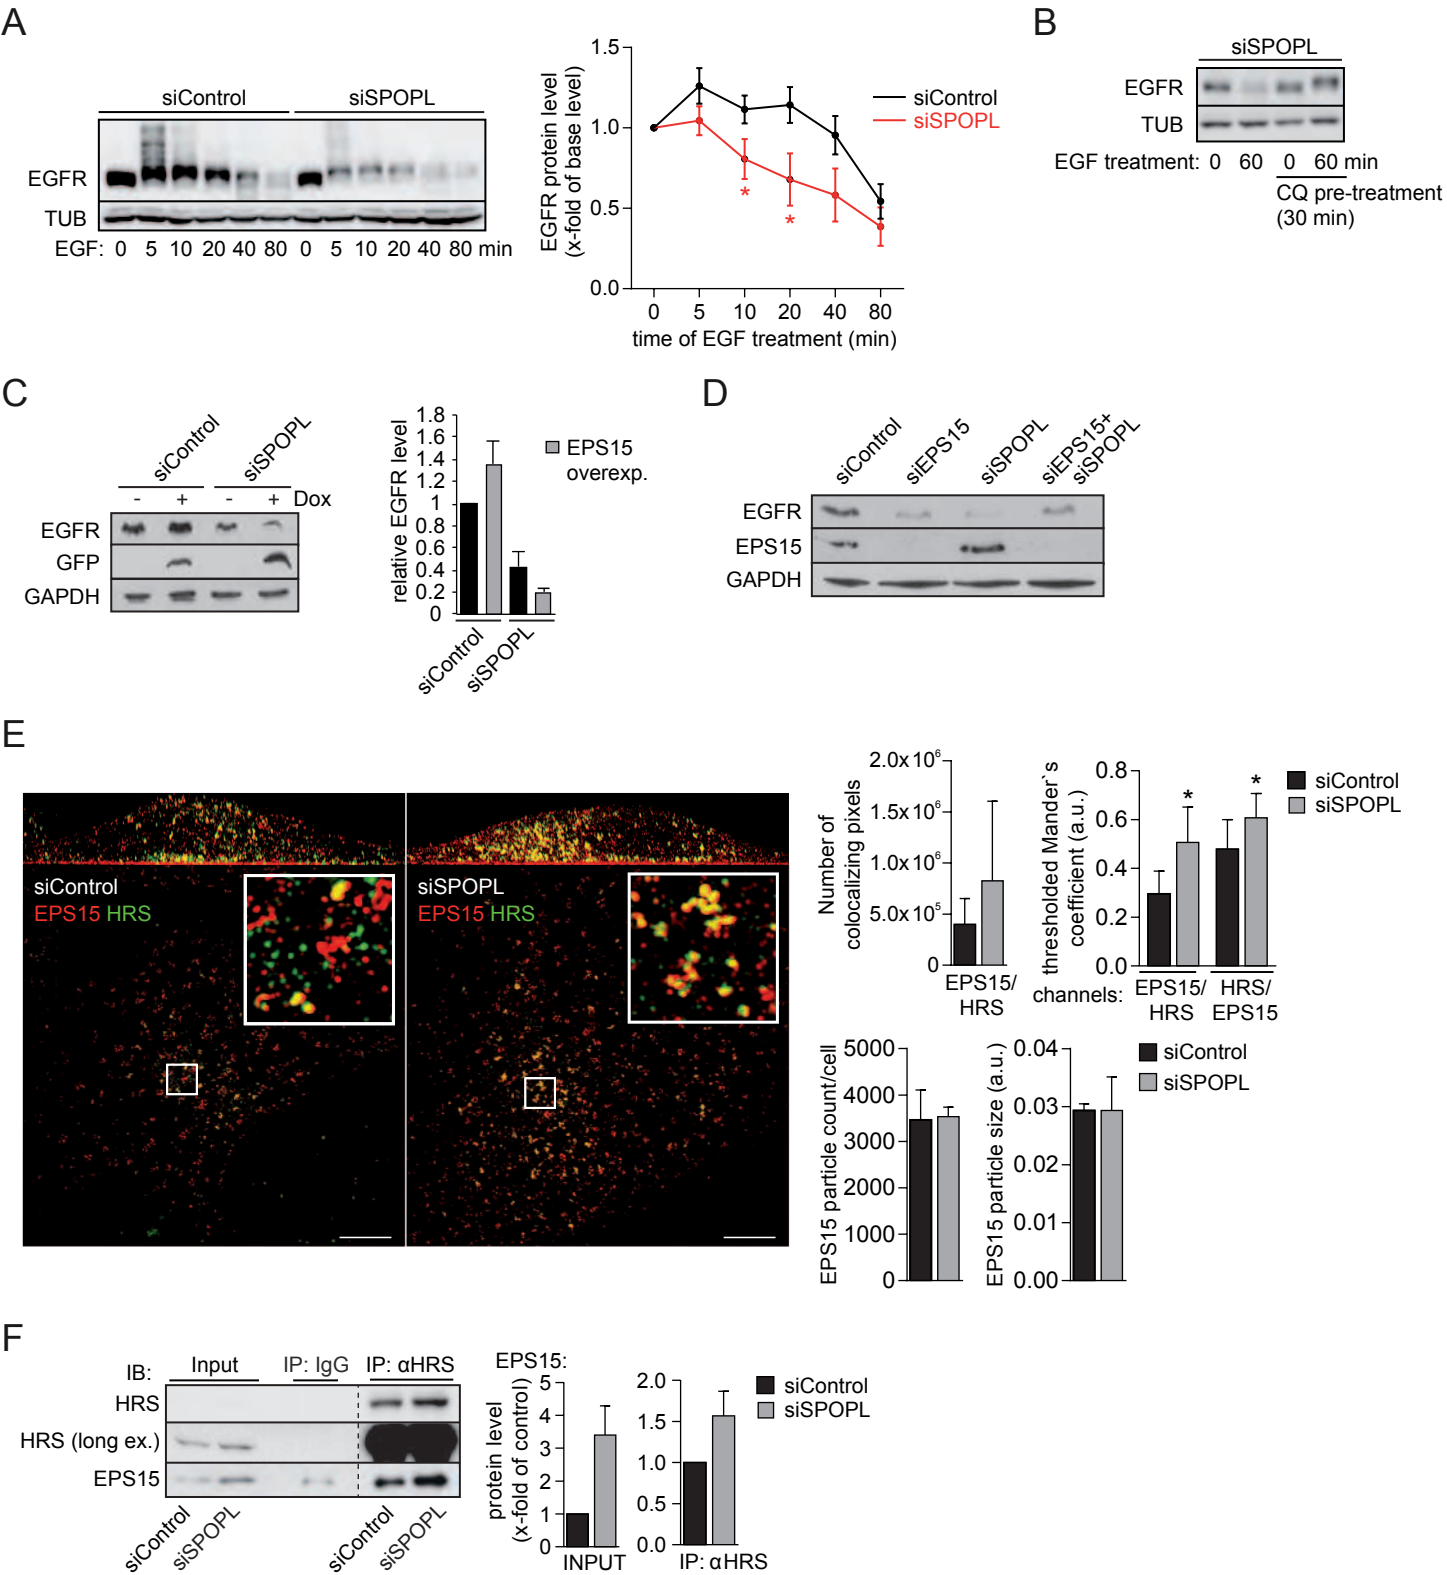 A
siControl
siSPOPL
EGFR
TUB
EGF: 0 5 10 20 40 80 0 5 10 20 40 80 min
EGFR protein level
(x-fold of base level)
1.5
1.0
0.5
0.0
0 5 10 20 40 80
time of EGF treatment (min)
siControl
siSPOPL
*
*
B
siSPOPL
EGFR
TUB
EGF treatment: 0 60 0 60 min
CQ pre-treatment
(30 min)
C
siControl
siSPOPL
- + - + Dox
EGFR
GFP
GAPDH
relative EGFR level
1.8
1.6
1.4
1.2
1
0.8
0.6
0.4
0.2
0
EPS15
overexp.
siControl
siSPOPL
D
siControl
siEPS15
siSPOPL
siEPS15+
siSPOPL
EGFR
EPS15
GAPDH
E
siControl
EPS15 HRS
siSPOPL
EPS15 HRS
Number of
colocalizing pixels
2.0x10⁶
1.5x10⁶
1.0x10⁶
5.0x10⁵
0
EPS15/
HRS
thresholded Mander`s
coefficient (a.u.)
0.8
0.6
0.4
0.2
0.0
* *
channels:
EPS15/
HRS
HRS/
EPS15
siControl
siSPOPL
EPS15 particle count/cell
5000
4000
3000
2000
1000
0
EPS15 particle size (a.u.)
0.04
0.03
0.02
0.01
0.00
siControl
siSPOPL
F
IB:
Input
IP: IgG
IP: αHRS
HRS
HRS (long ex.)
EPS15
siControl
siSPOPL
siControl
siSPOPL
EPS15:
protein level
(x-fold of control)
5
4
3
2
1
0
INPUT
2.0
1.5
1.0
0.5
0.0
IP: αHRS
siControl
siSPOPL